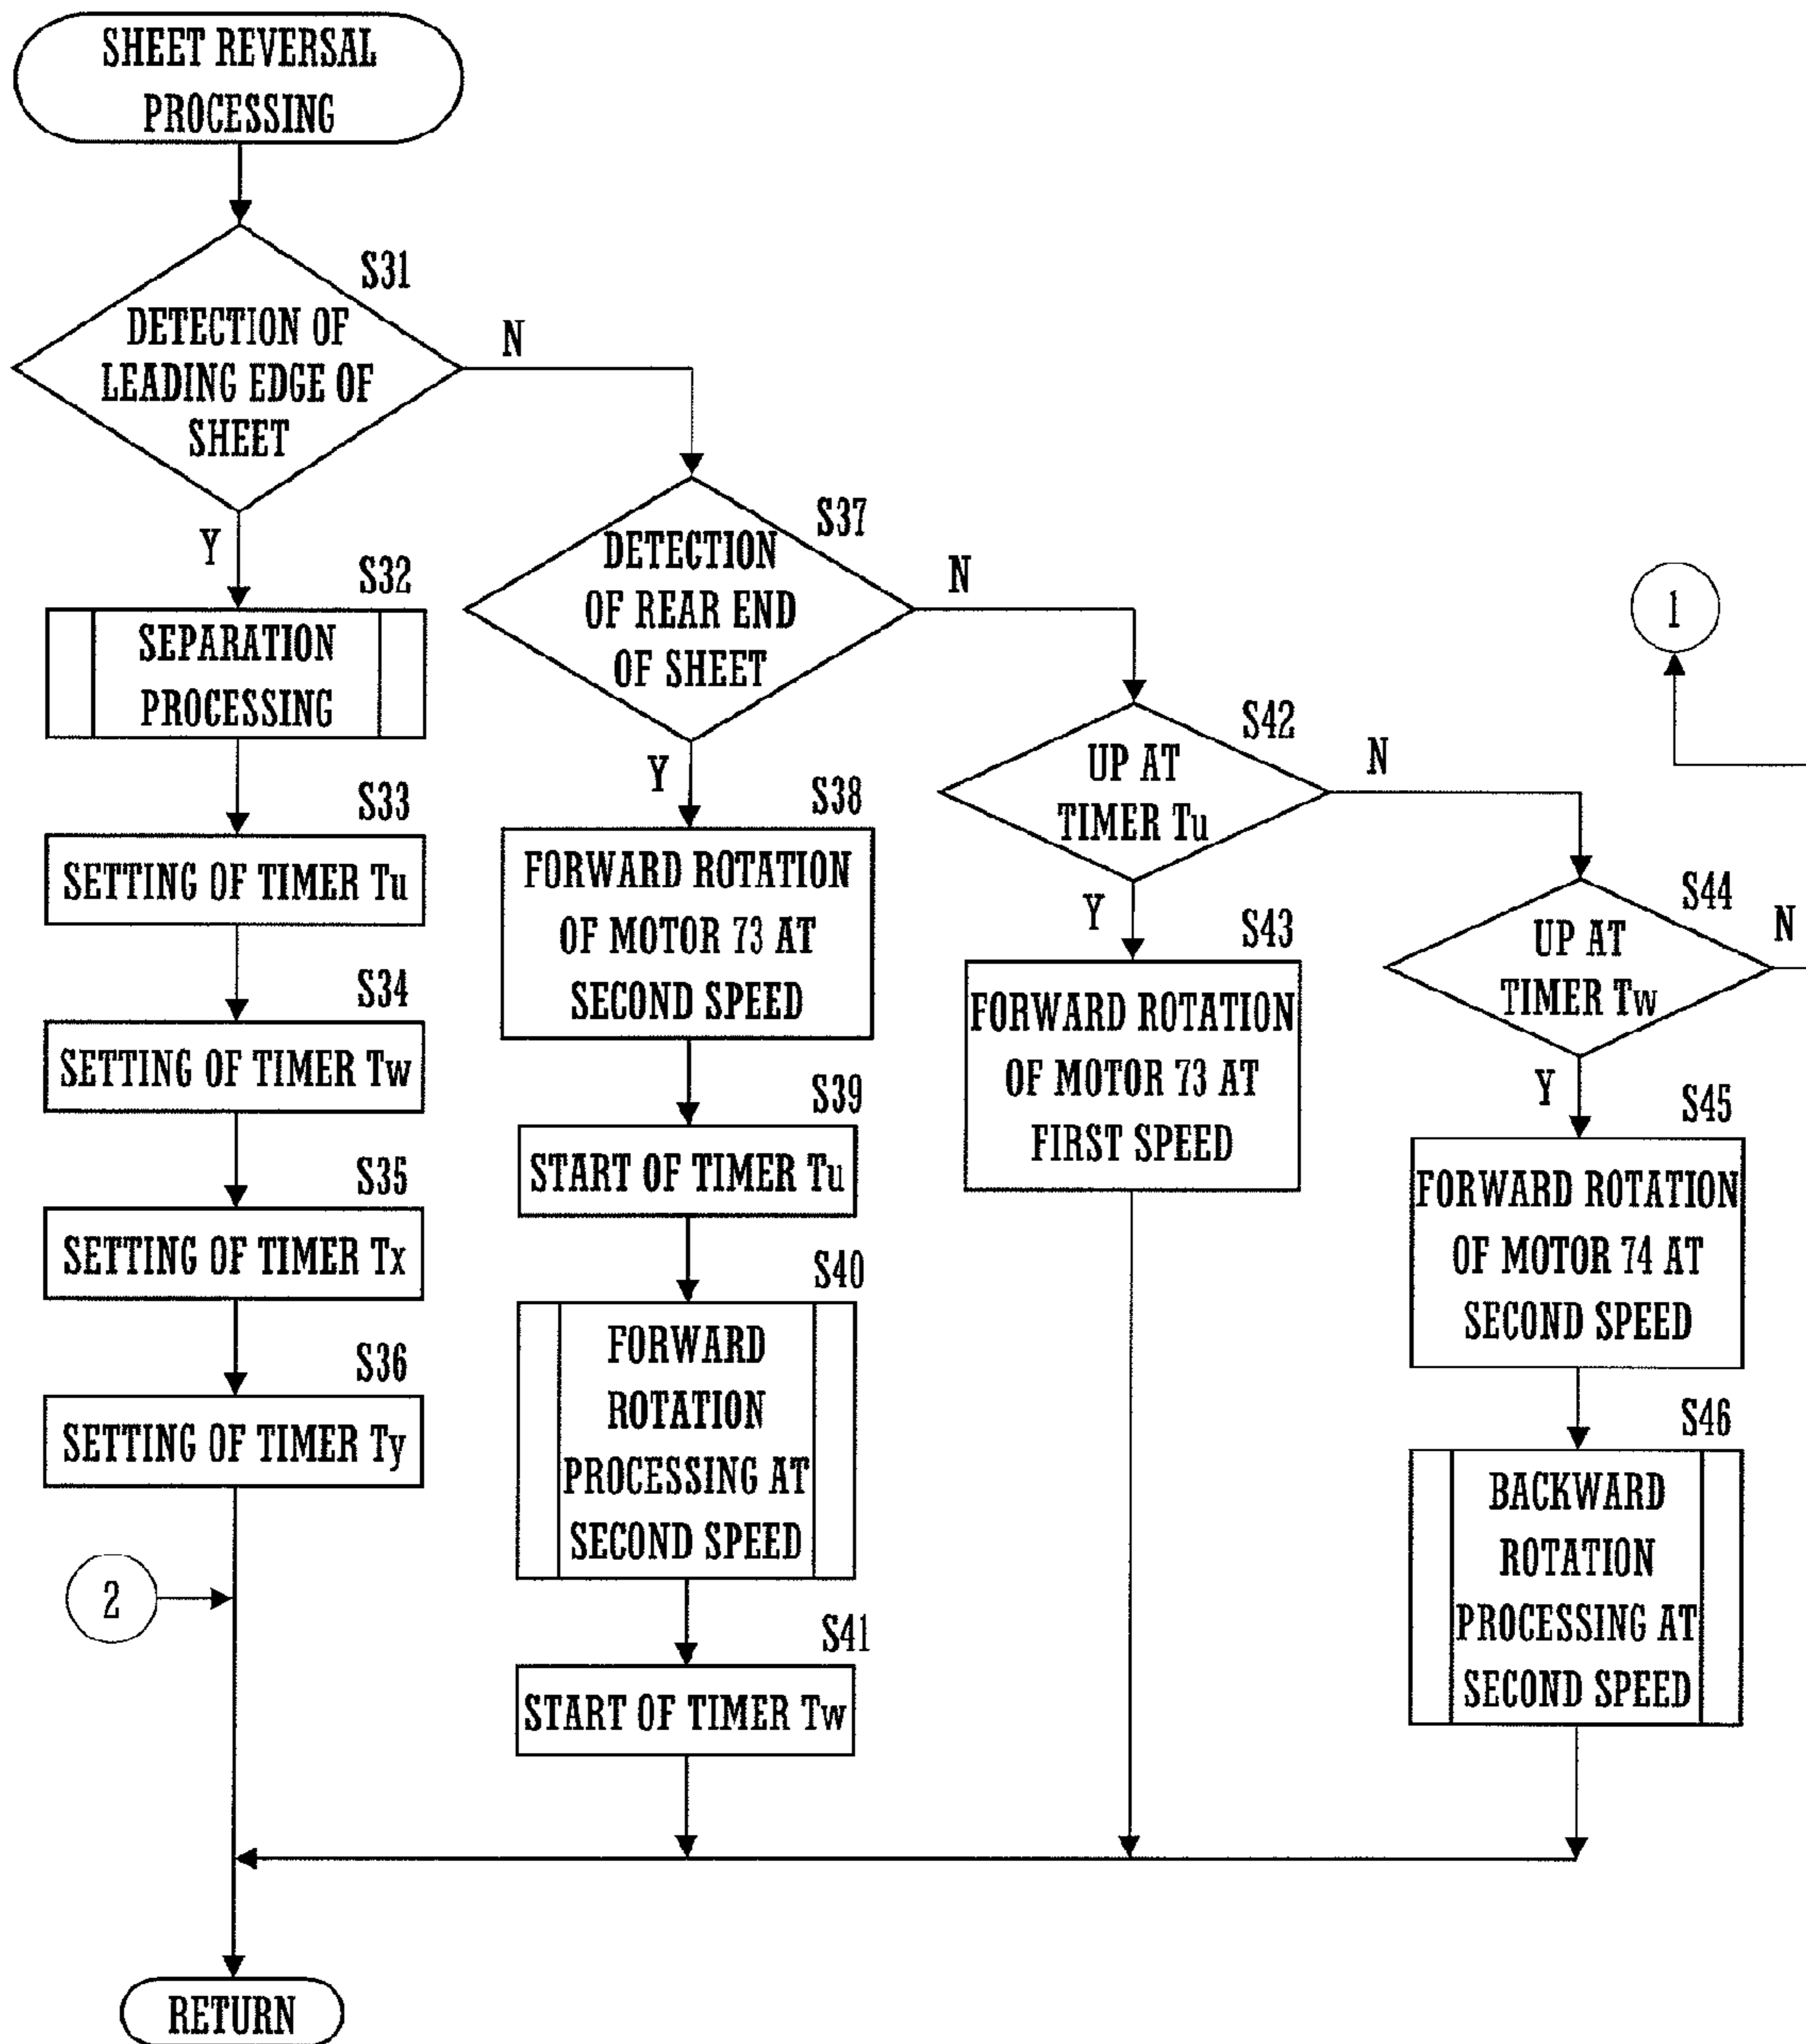 SHEET REVERSAL
PROCESSING
S31
DETECTION OF
LEADING EDGE OF
SHEET
N
Y
S32
SEPARATION
PROCESSING
S33
SETTING OF TIMER Tu
S34
SETTING OF TIMER Tw
S35
SETTING OF TIMER Tx
S36
SETTING OF TIMER Ty
2
RETURN
S37
DETECTION
OF REAR END
OF SHEET
N
Y
S38
FORWARD ROTATION
OF MOTOR 73 AT
SECOND SPEED
S39
START OF TIMER Tu
S40
FORWARD
ROTATION
PROCESSING AT
SECOND SPEED
S41
START OF TIMER Tw
S42
UP AT
TIMER Tu
N
Y
S43
FORWARD ROTATION
OF MOTOR 73 AT
FIRST SPEED
1
S44
UP AT
TIMER Tw
N
Y
S45
FORWARD ROTATION
OF MOTOR 74 AT
SECOND SPEED
S46
BACKWARD
ROTATION
PROCESSING AT
SECOND SPEED